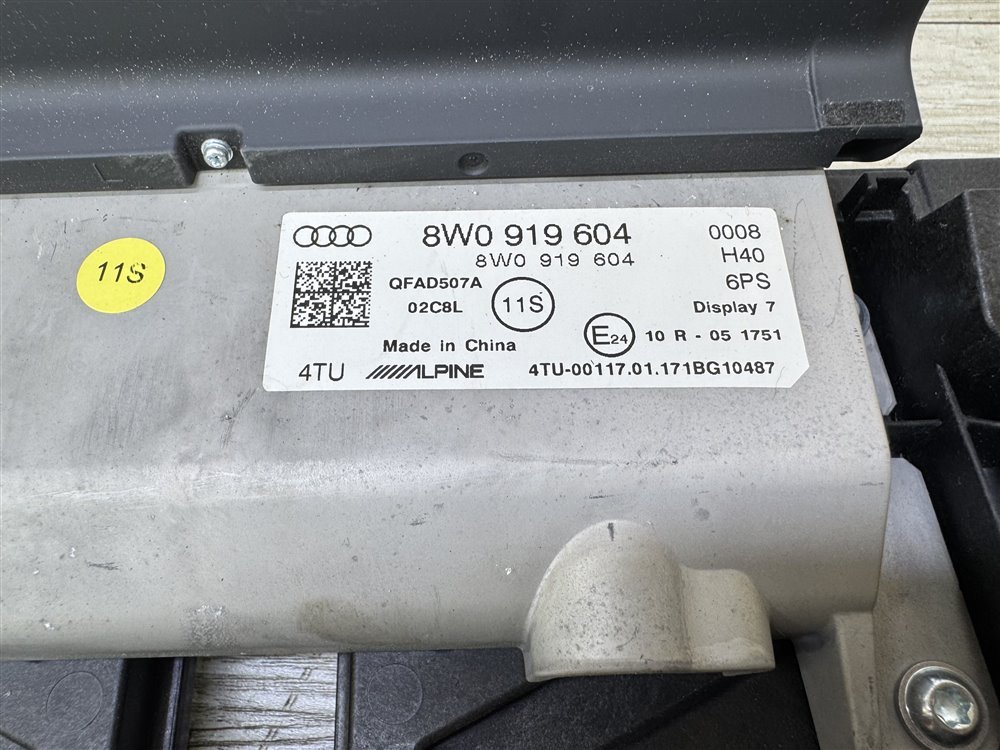 11S
8W0 919 604
8W0 919 604
QFAD507A
02C8L
11S
Made in China
4TU
ALPINE
0008
H40
6PS
Display 7
E24
10 R - 05 1751
4TU-00117.01.171BG10487